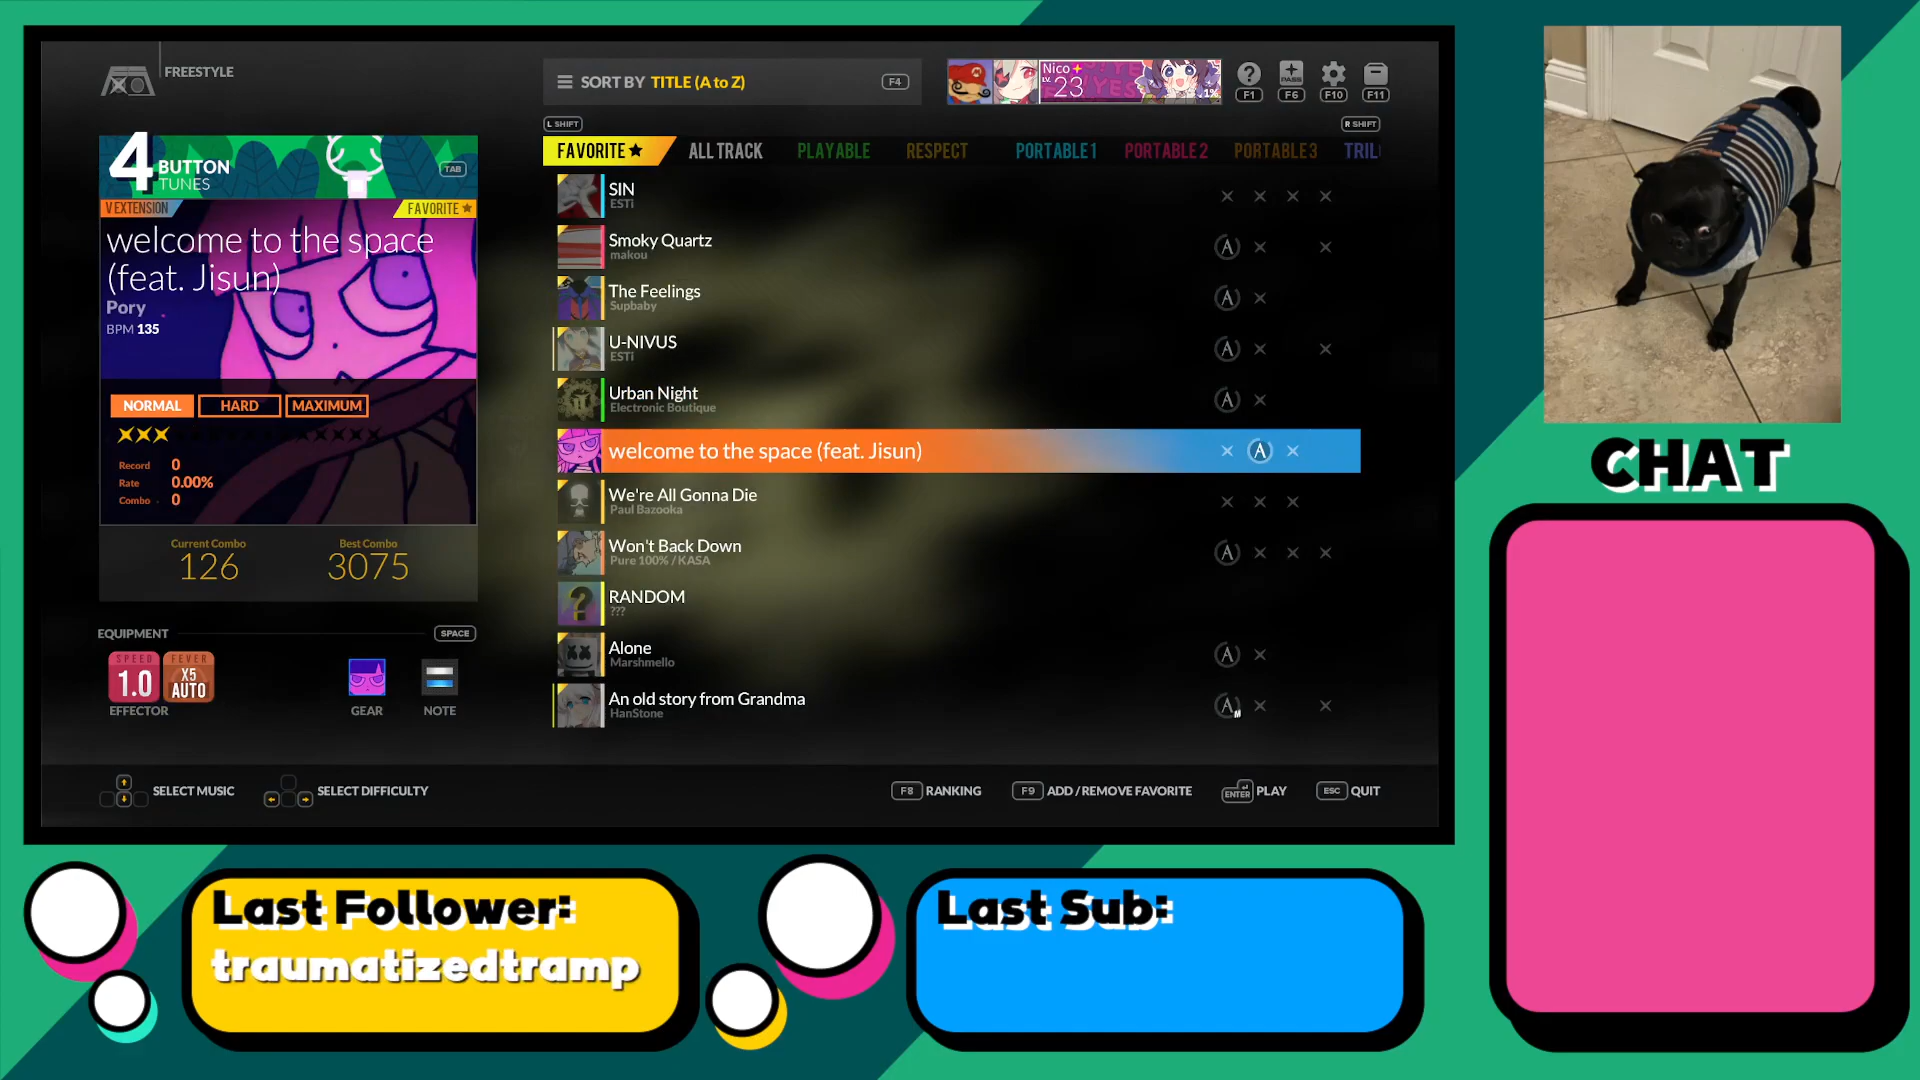 FREESTYLE
SORT BY TITLE (A to Z)
F4
Nico
LV. 23
1%
F1
PASS
F6
F10
F11
L SHIFT
R SHIFT
FAVORITE
ALL TRACK
PLAYABLE
RESPECT
PORTABLE1
PORTABLE2
PORTABLE3
TRIL
4 BUTTON
TUNES
TAB
V EXTENSION
FAVORITE
welcome to the space
(feat. Jisun)
Pory
BPM 135
NORMAL
HARD
MAXIMUM
Record 0
Rate 0.00%
Combo 0
Current Combo
126
Best Combo
3075
EQUIPMENT
SPACE
SPEED
1.0
FEVER
X5
AUTO
EFFECTOR
GEAR
NOTE
SIN
ESTi
Smoky Quartz
makou
A
The Feelings
Supbaby
A
U-NIVUS
ESTi
A
Urban Night
Electronic Boutique
A
welcome to the space (feat. Jisun)
A
We're All Gonna Die
Paul Bazooka
Won't Back Down
Pure 100% / KASA
A
RANDOM
???
Alone
Marshmello
A
An old story from Grandma
HanStone
A M
SELECT MUSIC
SELECT DIFFICULTY
F8 RANKING
F9 ADD / REMOVE FAVORITE
ENTER PLAY
ESC QUIT
CHAT
Last Follower:
traumatizedtramp
Last Sub: